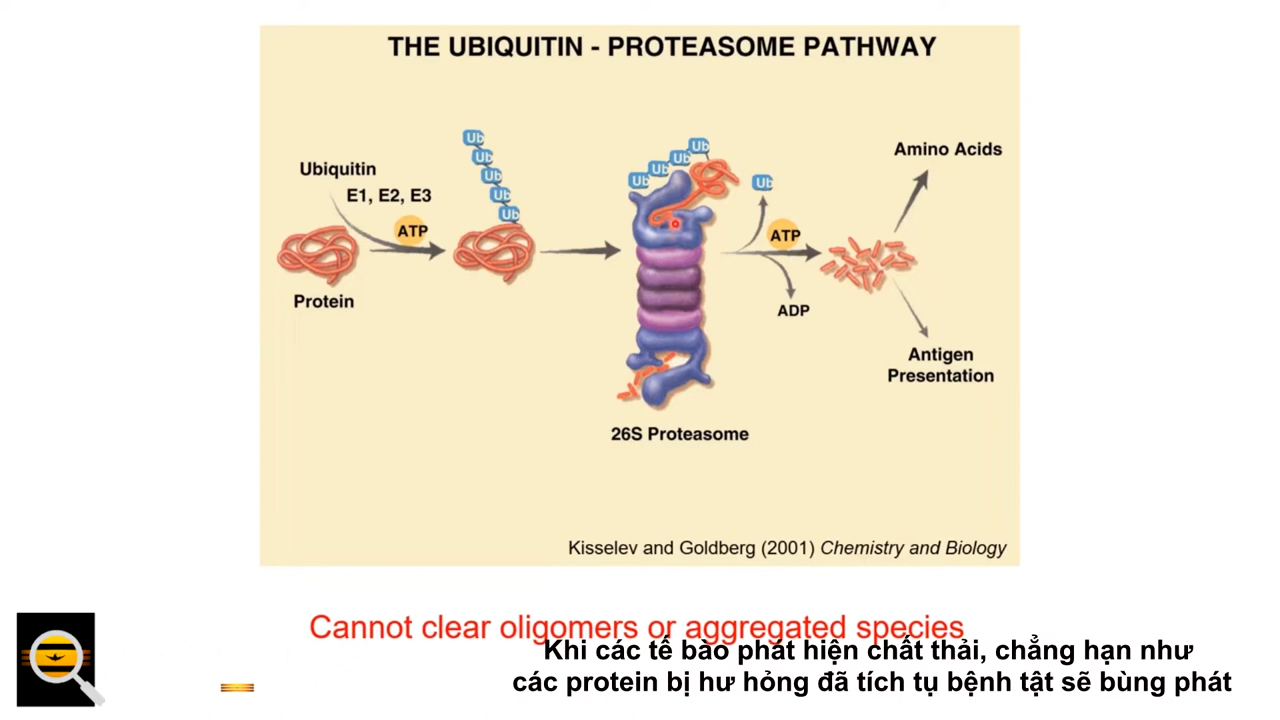 THE UBIQUITIN - PROTEASOME PATHWAY
Ub
Ub
Ub
Ub
Ub
Ub
Ub
Ub
Ub
Ub
Amino Acids
Ubiquitin
E1, E2, E3
ATP
ATP
Protein
ADP
Antigen
Presentation
26S Proteasome
Kisselev and Goldberg (2001) Chemistry and Biology
Cannot clear oligomers or aggregated species
Khi các tế bào phát hiện chất thải, chẳng hạn như
các protein bị hư hỏng đã tích tụ bệnh tật sẽ bùng phát